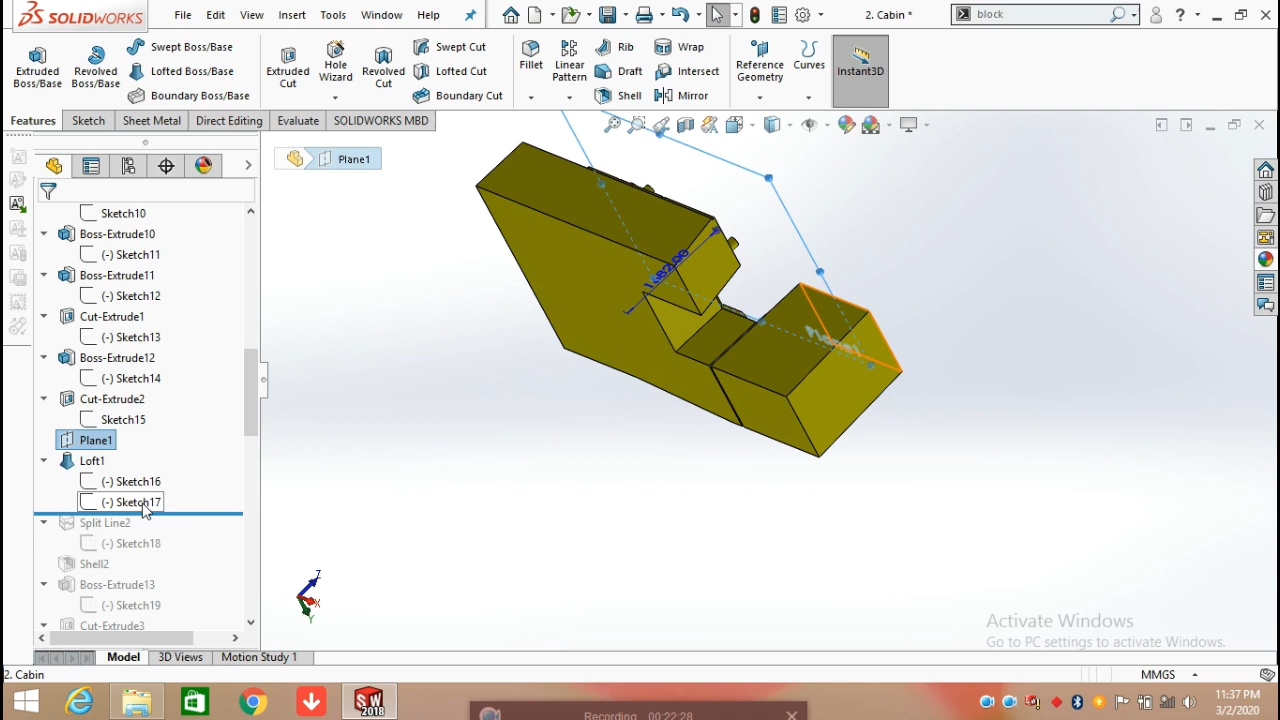 SOLIDWORKS File Edit View Insert Tools Window Help 2. Cabin * block
Extruded Boss/Base
Revolved Boss/Base
Swept Boss/Base
Lofted Boss/Base
Boundary Boss/Base
Extruded Cut
Hole Wizard
Revolved Cut
Swept Cut
Lofted Cut
Boundary Cut
Fillet
Linear Pattern
Rib
Draft
Shell
Wrap
Intersect
Mirror
Reference Geometry
Curves
Instant3D
Features Sketch Sheet Metal Direct Editing Evaluate SOLIDWORKS MBD
Plane1
Sketch10
Boss-Extrude10
(-) Sketch11
Boss-Extrude11
(-) Sketch12
Cut-Extrude1
(-) Sketch13
Boss-Extrude12
(-) Sketch14
Cut-Extrude2
Sketch15
Plane1
Loft1
(-) Sketch16
(-) Sketch17
Split Line2
(-) Sketch18
Shell2
Boss-Extrude13
(-) Sketch19
Cut-Extrude3
1682.96
Z
X
Y
Activate Windows
Go to PC settings to activate Windows.
Model 3D Views Motion Study 1
2. Cabin MMGS
SW 2018
Recording 00:22:28
11:37 PM
3/2/2020